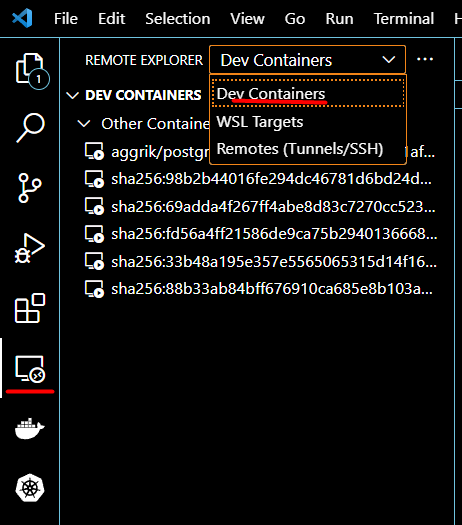 File Edit Selection View Go Run Terminal
1
REMOTE EXPLORER Dev Containers ...
DEV CONTAINERS
Dev Containers
Other Containe
WSL Targets
aggrik/postgr
Remotes (Tunnels/SSH)
af...
sha256:98b2b44016fe294dc46781d6bd24d...
sha256:69adda4f267ff4abe8d83c7270cc523...
sha256:fd56a4ff21586de9ca75b2940136668...
sha256:33b48a195e357e5565065315d14f16...
sha256:88b33ab84bff676910ca685e8b103a...